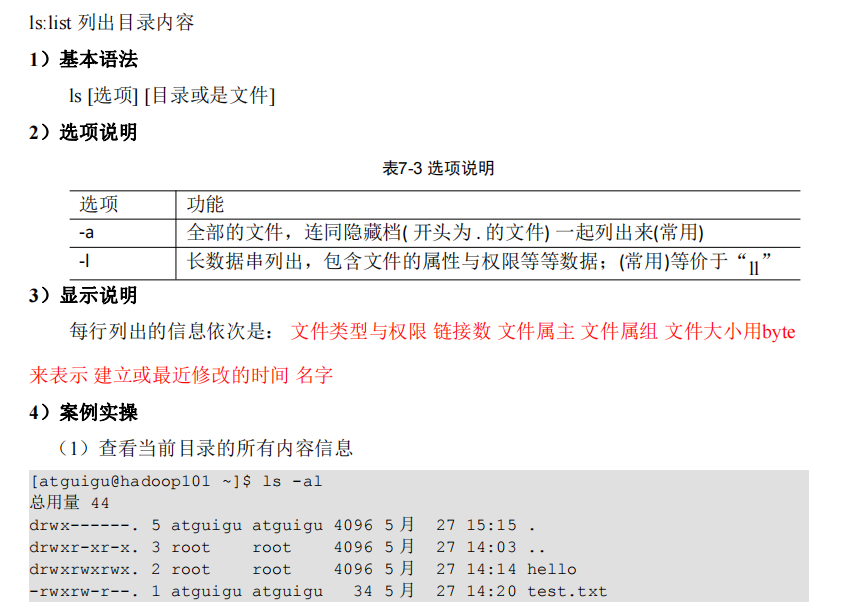 ls:list 列出目录内容
1）基本语法
ls [选项] [目录或是文件]
2）选项说明
表7-3 选项说明
选项 功能
-a 全部的文件，连同隐藏档( 开头为 . 的文件) 一起列出来(常用)
-l 长数据串列出，包含文件的属性与权限等等数据；(常用)等价于“ll”
3）显示说明
每行列出的信息依次是： 文件类型与权限 链接数 文件属主 文件属组 文件大小用byte
来表示 建立或最近修改的时间 名字
4）案例实操
（1）查看当前目录的所有内容信息
[atguigu@hadoop101 ~]$ ls -al
总用量 44
drwx------. 5 atguigu atguigu 4096 5月 27 15:15 .
drwxr-xr-x. 3 root root 4096 5月 27 14:03 ..
drwxrwxrwx. 2 root root 4096 5月 27 14:14 hello
-rwxrw-r--. 1 atguigu atguigu 34 5月 27 14:20 test.txt